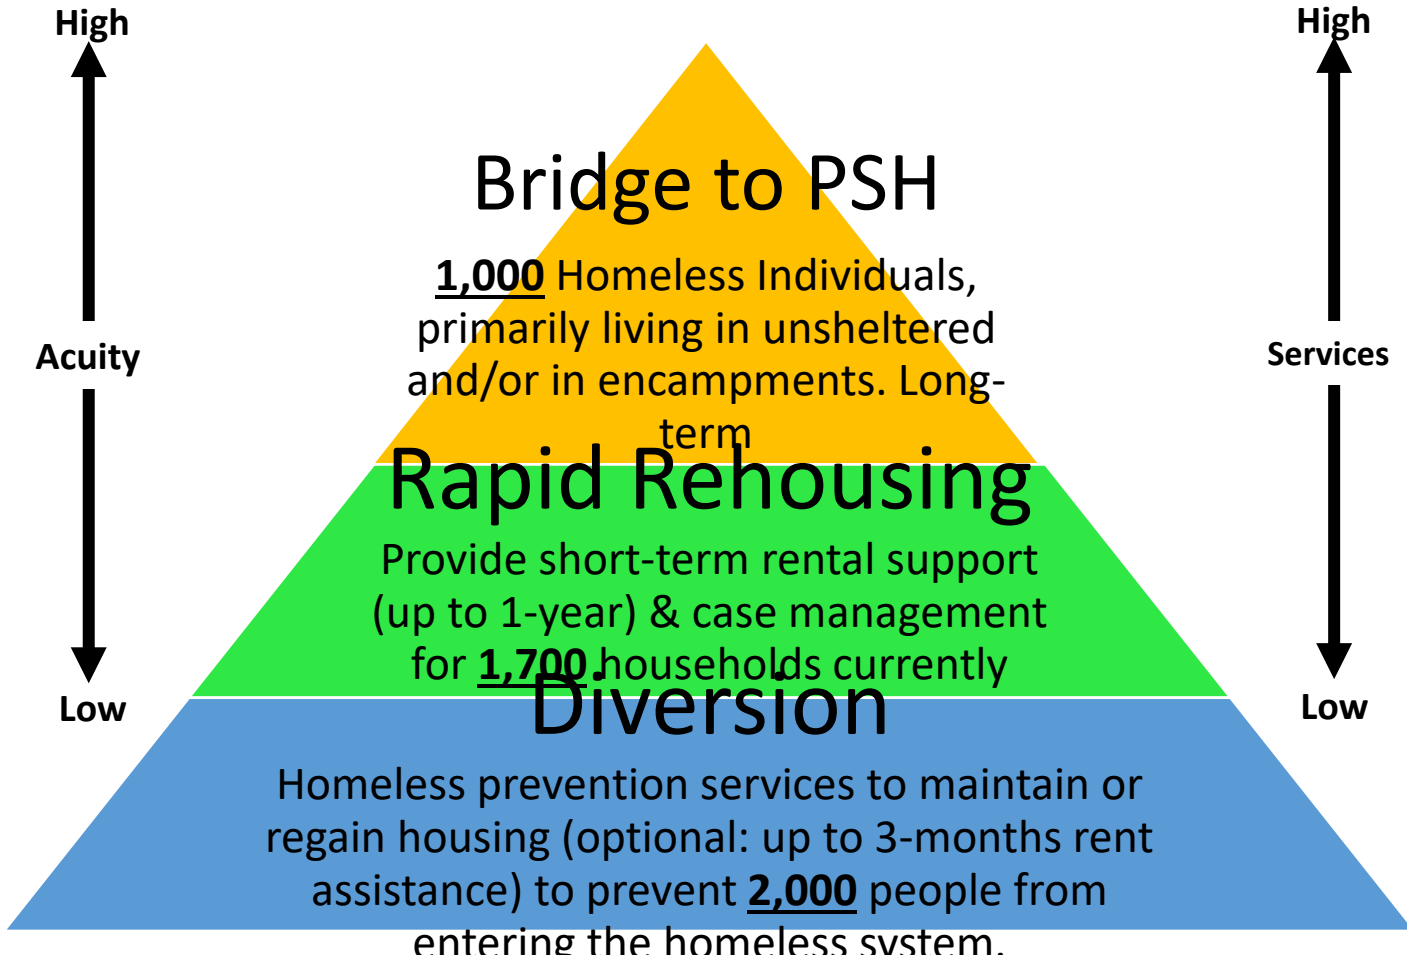 High
High
Bridge to PSH
1,000 Homeless Individuals,
primarily living in unsheltered
and/or in encampments. Long-
term
Acuity
Services
Rapid Rehousing
Provide short-term rental support
(up to 1-year) & case management
for 1,700 households currently
Low
Low
Diversion
Homeless prevention services to maintain or
regain housing (optional: up to 3-months rent
assistance) to prevent 2,000 people from
entering the homeless system.